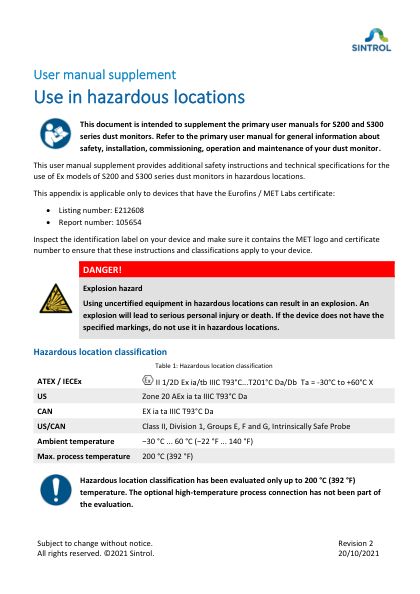 SINTROL
User manual supplement
Use in hazardous locations
This document is intended to supplement the primary user manuals for S200 and S300
series dust monitors. Refer to the primary user manual for general information about
safety, installation, commissioning, operation and maintenance of your dust monitor.
This user manual supplement provides additional safety instructions and technical specifications for the
use of Ex models of S200 and S300 series dust monitors in hazardous locations.
This appendix is applicable only to devices that have the Eurofins / MET Labs certificate:
• Listing number: E212608
• Report number: 105654
Inspect the identification label on your device and make sure it contains the MET logo and certificate
number to ensure that these instructions and classifications apply to your device.
DANGER!
Explosion hazard
Using uncertified equipment in hazardous locations can result in an explosion. An
explosion will lead to serious personal injury or death. If the device does not have the
specified markings, do not use it in hazardous locations.
Hazardous location classification
Table 1: Hazardous location classification
ATEX / IECEx Ex II 1/2D Ex ia/tb IIIC T93°C...T201°C Da/Db Ta = -30°C to +60°C X
US Zone 20 AEx ia ta IIIC T93°C Da
CAN EX ia ta IIIC T93°C Da
US/CAN Class II, Division 1, Groups E, F and G, Intrinsically Safe Probe
Ambient temperature −30 °C ... 60 °C (−22 °F ... 140 °F)
Max. process temperature 200 °C (392 °F)
Hazardous location classification has been evaluated only up to 200 °C (392 °F)
temperature. The optional high-temperature process connection has not been part of
the evaluation.
Subject to change without notice. Revision 2
All rights reserved. ©2021 Sintrol. 20/10/2021